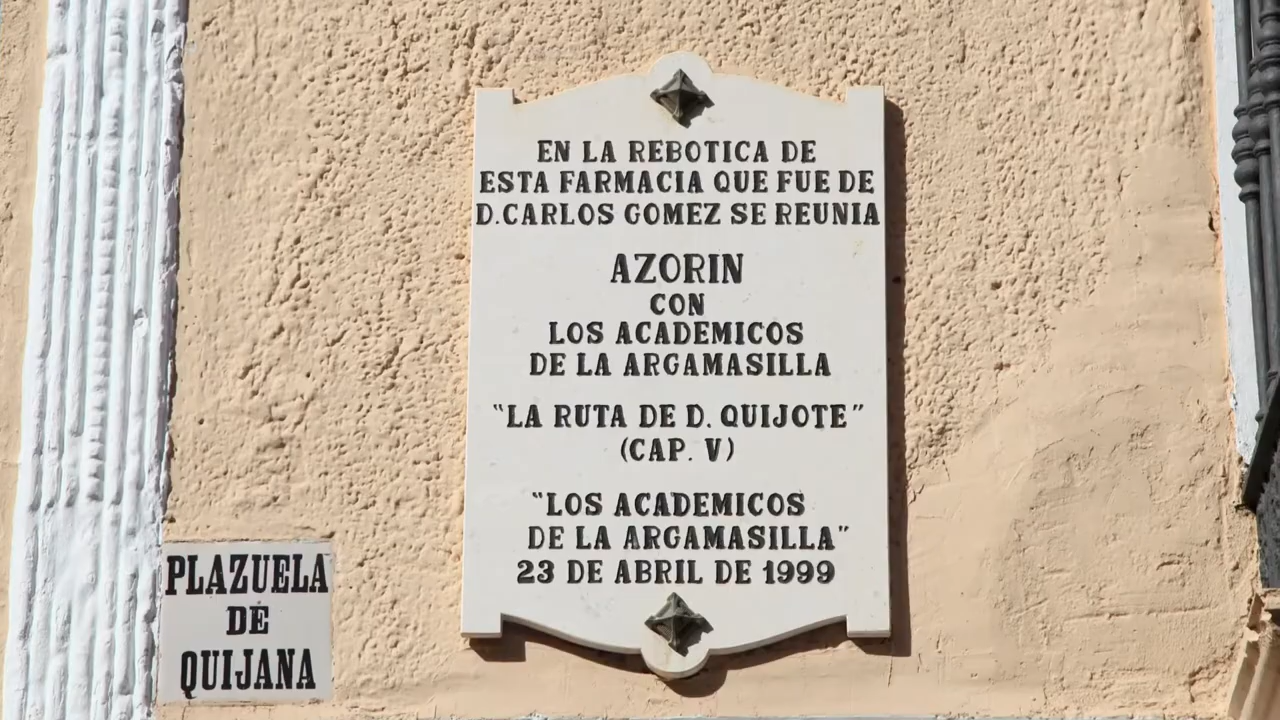 EN LA REBOTICA DE
ESTA FARMACIA QUE FUE DE
D. CARLOS GOMEZ SE REUNIA
AZORIN
CON
LOS ACADEMICOS
DE LA ARGAMASILLA
"LA RUTA DE D. QUIJOTE"
(CAP. V)
"LOS ACADEMICOS
DE LA ARGAMASILLA"
23 DE ABRIL DE 1999
PLAZUELA
DE
QUIJANA